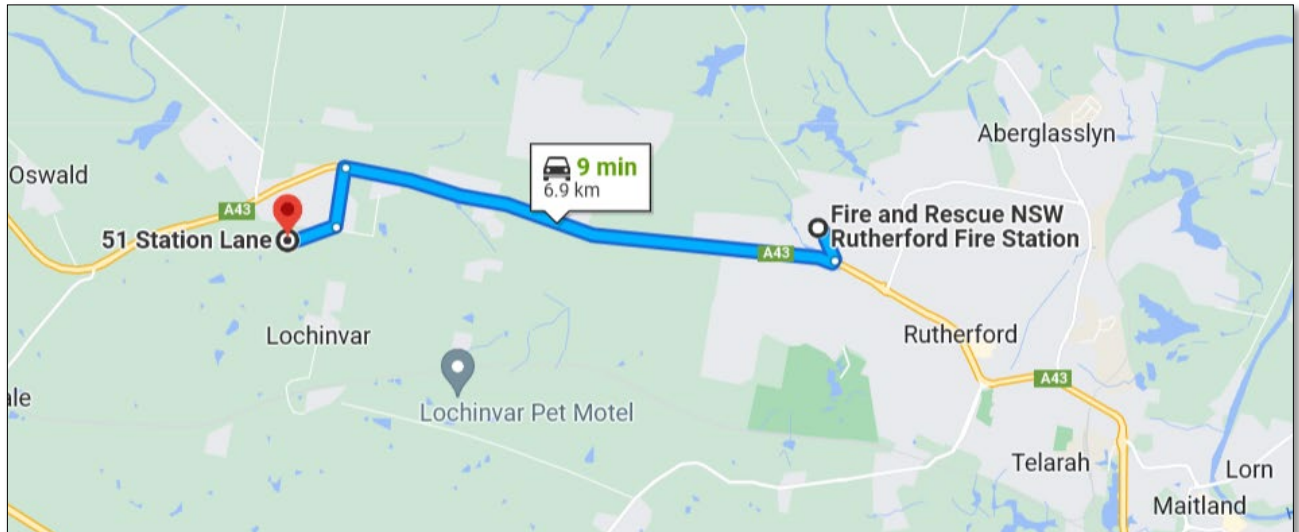 Aberglasslyn
9 min
6.9 km
Oswald
A43
Fire and Rescue NSW
Rutherford Fire Station
51 Station Lane
A43
Lochinvar
Rutherford
A43
ale
Lochinvar Pet Motel
Telarah
Lorn
Maitland